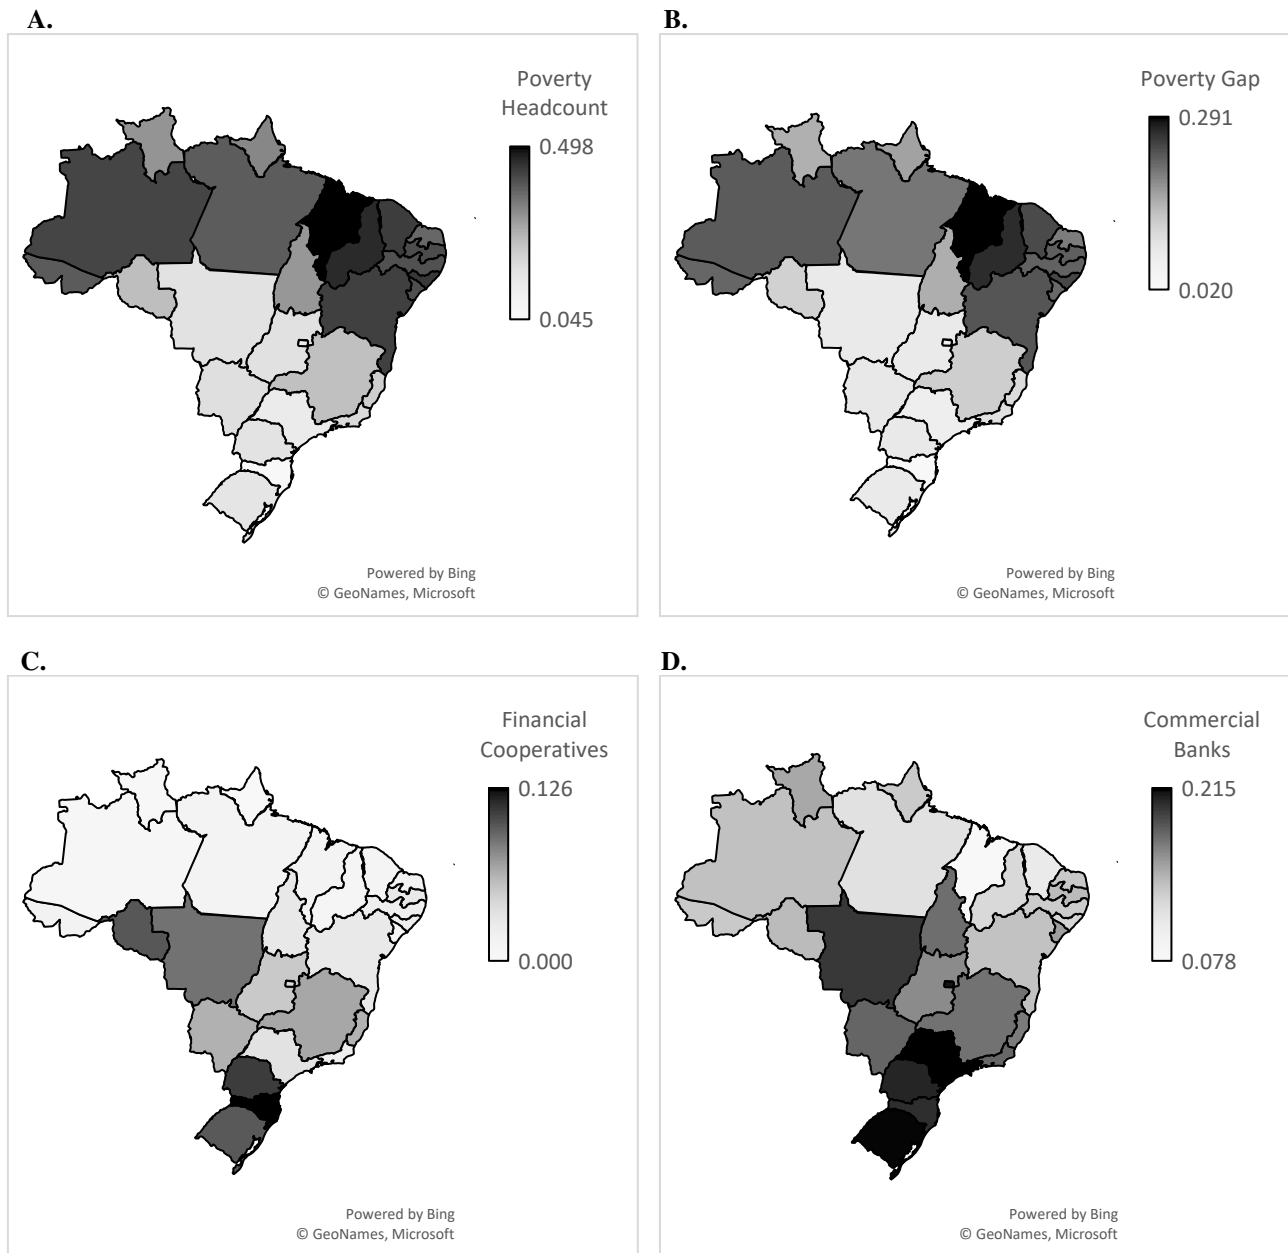 A.
Poverty
Headcount
0.498
0.045
Powered by Bing
© GeoNames, Microsoft
B.
Poverty Gap
0.291
0.020
Powered by Bing
© GeoNames, Microsoft
C.
Financial
Cooperatives
0.126
0.000
Powered by Bing
© GeoNames, Microsoft
D.
Commercial
Banks
0.215
0.078
Powered by Bing
© GeoNames, Microsoft